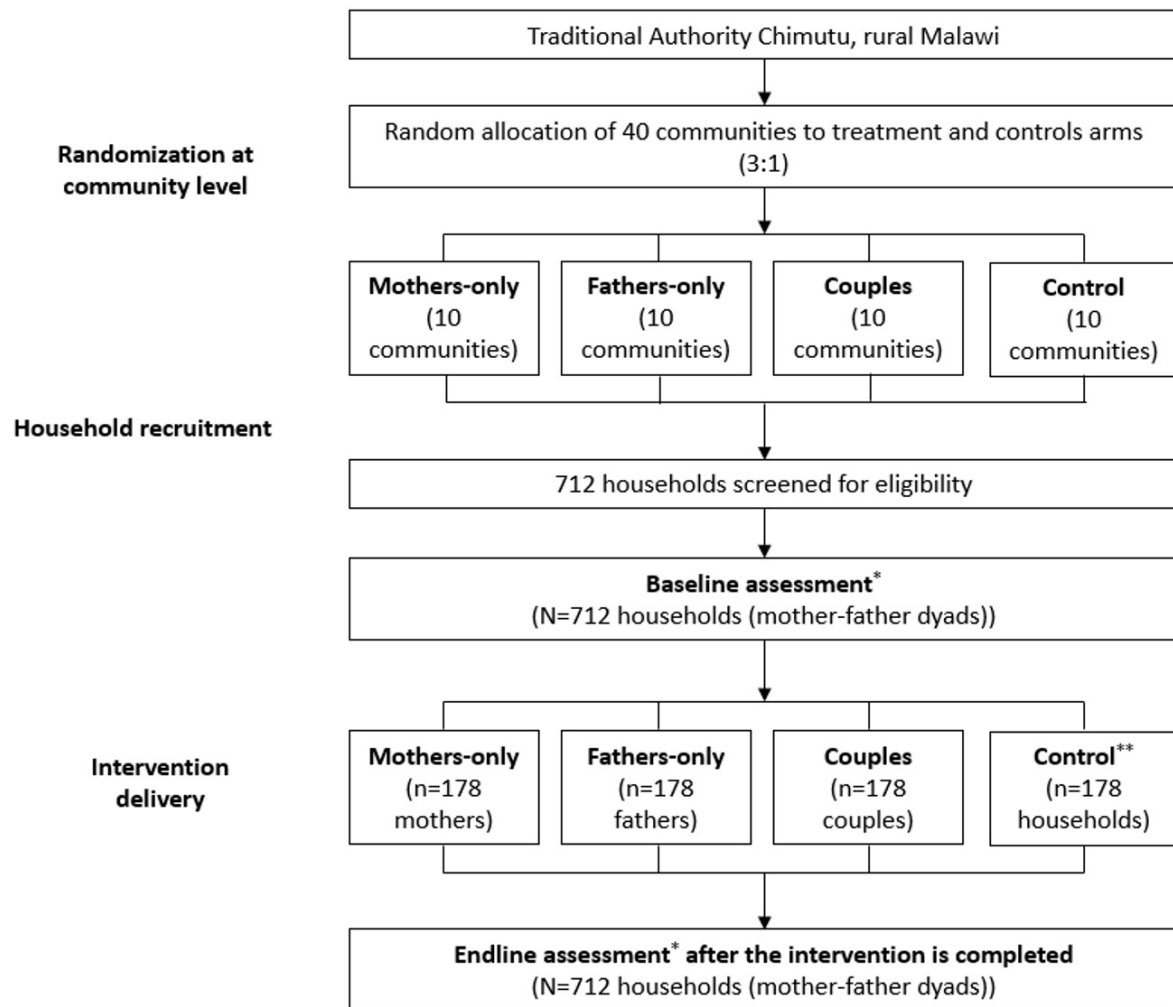 Traditional Authority Chimutu, rural Malawi
Randomization at
community level
Random allocation of 40 communities to treatment and controls arms
(3:1)
Mothers-only
(10
communities)
Fathers-only
(10
communities)
Couples
(10
communities)
Control
(10
communities)
Household recruitment
712 households screened for eligibility
Baseline assessment*
(N=712 households (mother-father dyads))
Intervention
delivery
Mothers-only
(n=178
mothers)
Fathers-only
(n=178
fathers)
Couples
(n=178
couples)
Control**
(n=178
households)
Endline assessment* after the intervention is completed
(N=712 households (mother-father dyads))